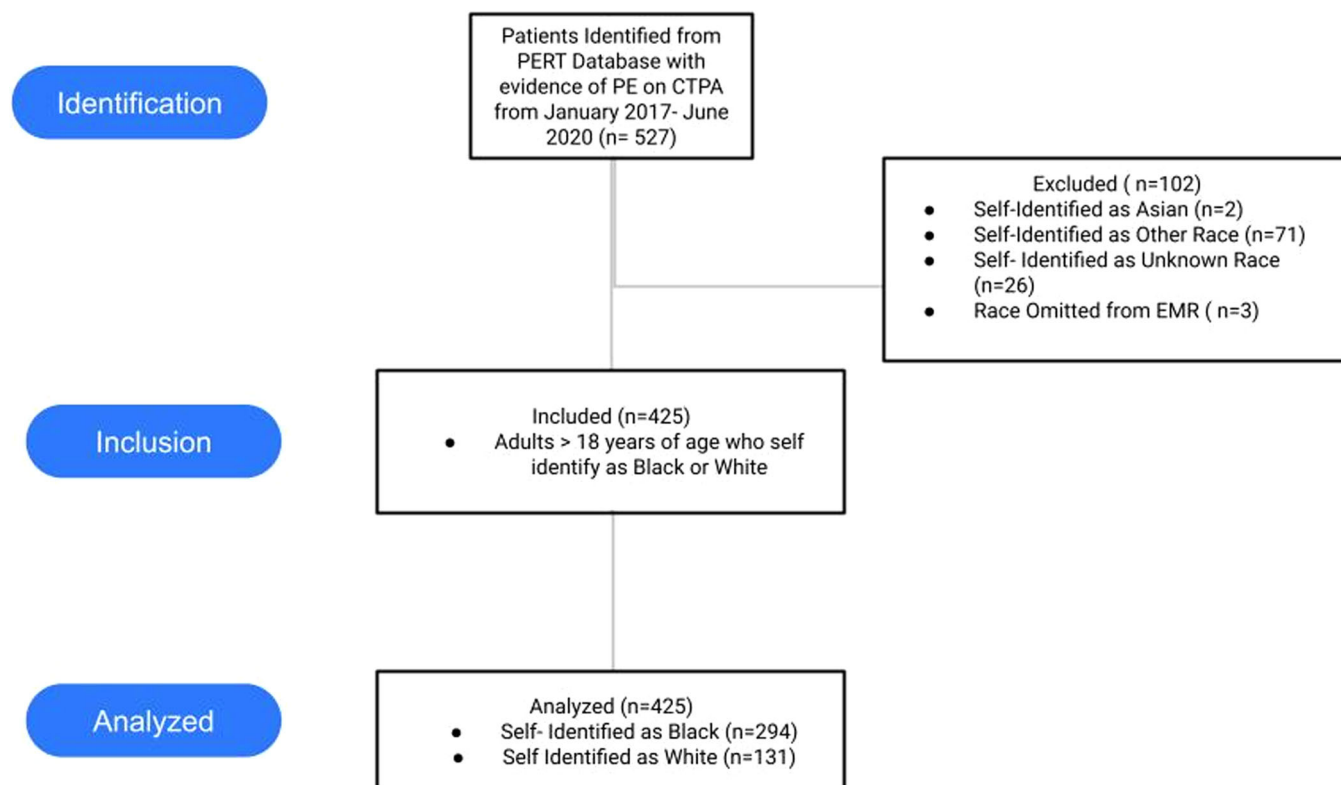 Identification
Patients Identified from
PERT Database with
evidence of PE on CTPA
from January 2017- June
2020 (n= 527)
Excluded ( n=102)
● Self-Identified as Asian (n=2)
● Self-Identified as Other Race (n=71)
● Self- Identified as Unknown Race
(n=26)
● Race Omitted from EMR ( n=3)
Inclusion
Included (n=425)
● Adults > 18 years of age who self
identify as Black or White
Analyzed
Analyzed (n=425)
● Self- Identified as Black (n=294)
● Self Identified as White (n=131)